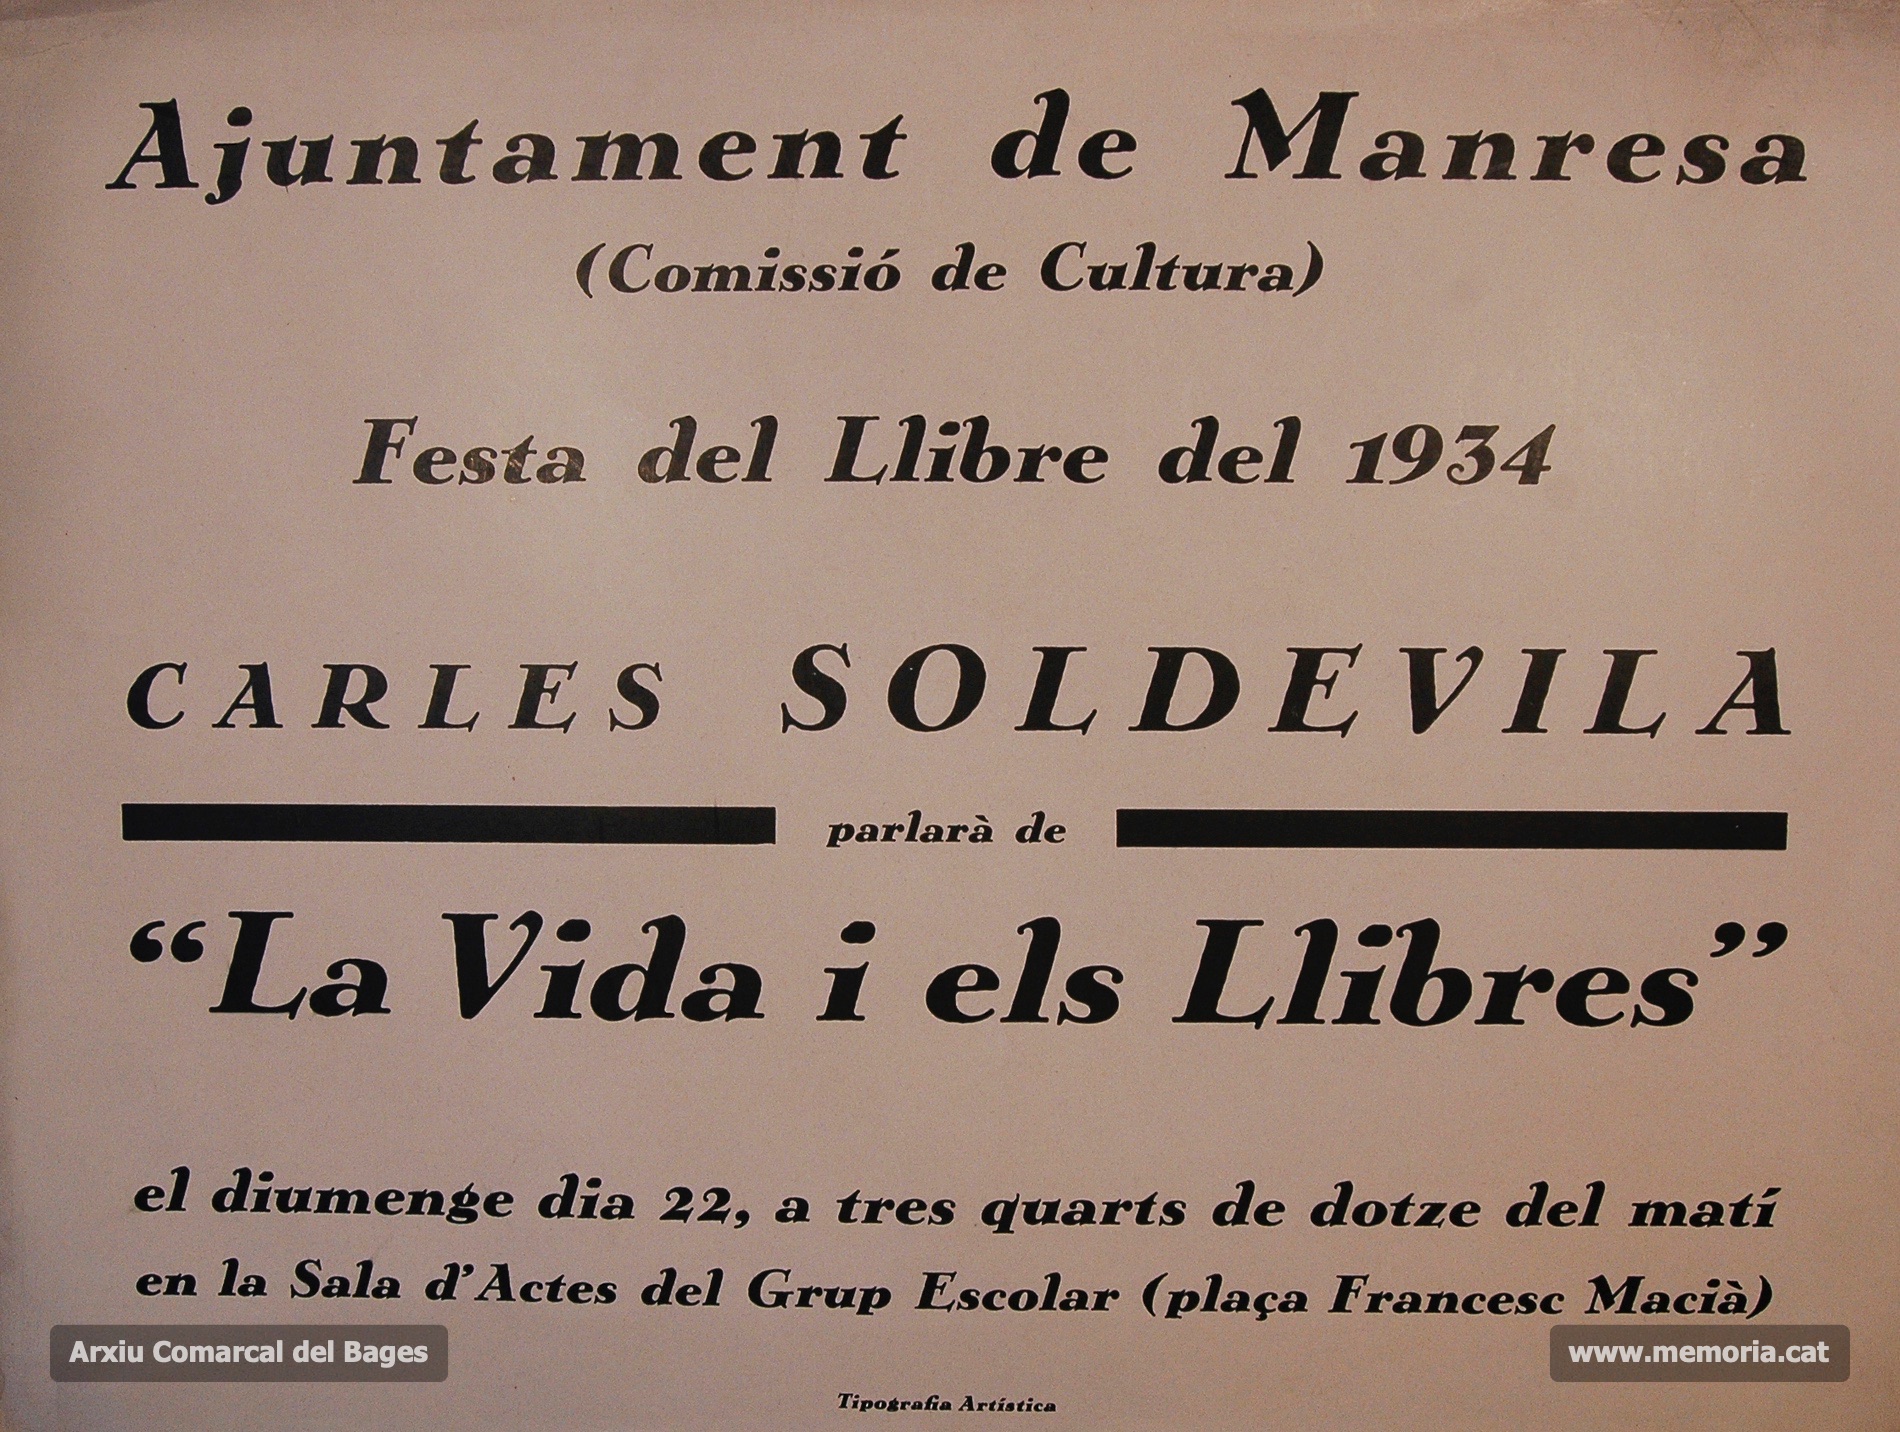 Ajuntament de Manresa
(Comissió de Cultura)
Festa del Llibre del 1934
CARLES SOLDEVILA
parlarà de
“La Vida i els Llibres”
el diumenge dia 22, a tres quarts de dotze del matí
en la Sala d'Actes del Grup Escolar (plaça Francesc Macià)
Arxiu Comarcal del Bages
www.memoria.cat
Tipografia Artística